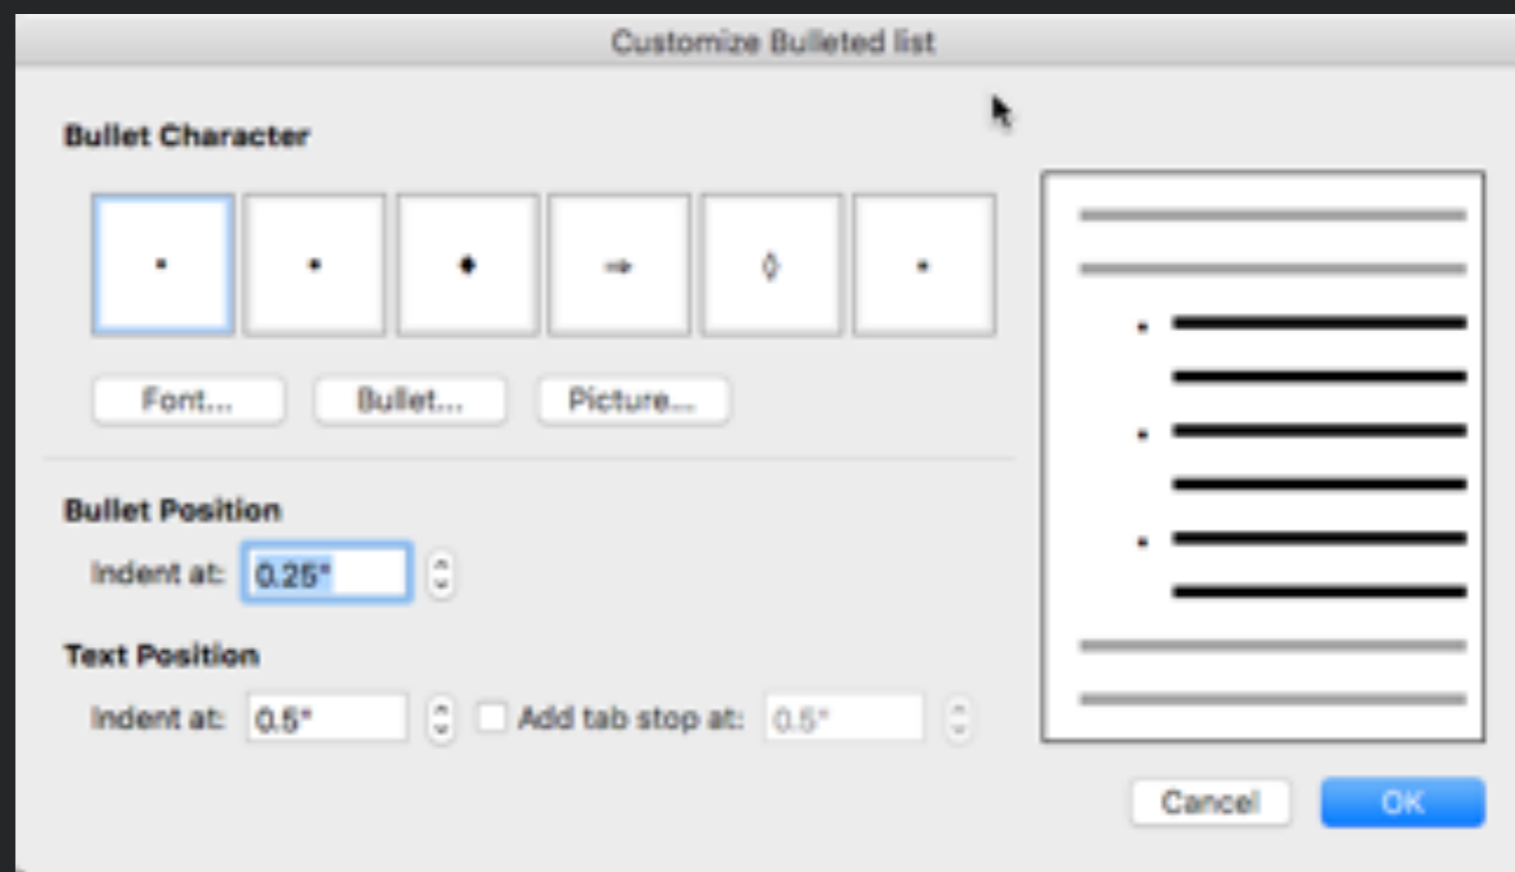 Customize Bulleted list
Bullet Character
Font... Bullet... Picture...
Bullet Position
Indent at: 0.25"
Text Position
Indent at: 0.5" Add tab stop at: 0.5"
Cancel OK